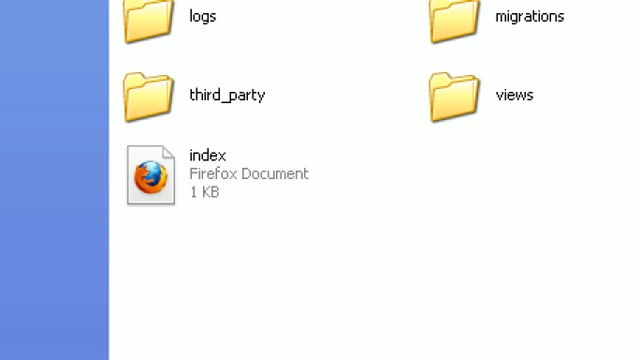 logs
migrations
third_party
views
index
Firefox Document
1 KB